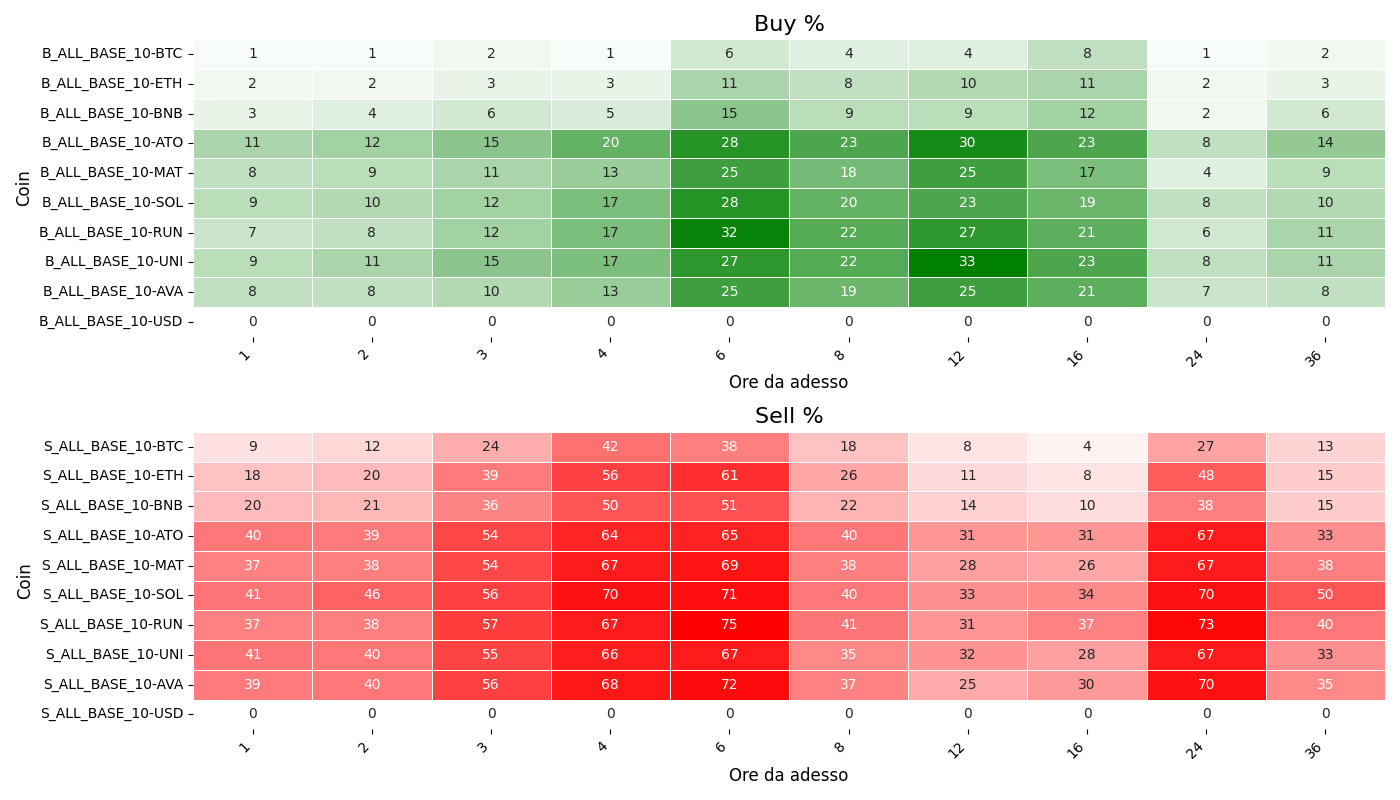 Buy %
Coin
B_ALL_BASE_10-BTC 1 1 2 1 6 4 4 8 1 2
B_ALL_BASE_10-ETH 2 2 3 3 11 8 10 11 2 3
B_ALL_BASE_10-BNB 3 4 6 5 15 9 9 12 2 6
B_ALL_BASE_10-ATO 11 12 15 20 28 23 30 23 8 14
B_ALL_BASE_10-MAT 8 9 11 13 25 18 25 17 4 9
B_ALL_BASE_10-SOL 9 10 12 17 28 20 23 19 8 10
B_ALL_BASE_10-RUN 7 8 12 17 32 22 27 21 6 11
B_ALL_BASE_10-UNI 9 11 15 17 27 22 33 23 8 11
B_ALL_BASE_10-AVA 8 8 10 13 25 19 25 21 7 8
B_ALL_BASE_10-USD 0 0 0 0 0 0 0 0 0 0
1 2 3 4 6 8 12 16 24 36
Ore da adesso
Sell %
Coin
S_ALL_BASE_10-BTC 9 12 24 42 38 18 8 4 27 13
S_ALL_BASE_10-ETH 18 20 39 56 61 26 11 8 48 15
S_ALL_BASE_10-BNB 20 21 36 50 51 22 14 10 38 15
S_ALL_BASE_10-ATO 40 39 54 64 65 40 31 31 67 33
S_ALL_BASE_10-MAT 37 38 54 67 69 38 28 26 67 38
S_ALL_BASE_10-SOL 41 46 56 70 71 40 33 34 70 50
S_ALL_BASE_10-RUN 37 38 57 67 75 41 31 37 73 40
S_ALL_BASE_10-UNI 41 40 55 66 67 35 32 28 67 33
S_ALL_BASE_10-AVA 39 40 56 68 72 37 25 30 70 35
S_ALL_BASE_10-USD 0 0 0 0 0 0 0 0 0 0
1 2 3 4 6 8 12 16 24 36
Ore da adesso